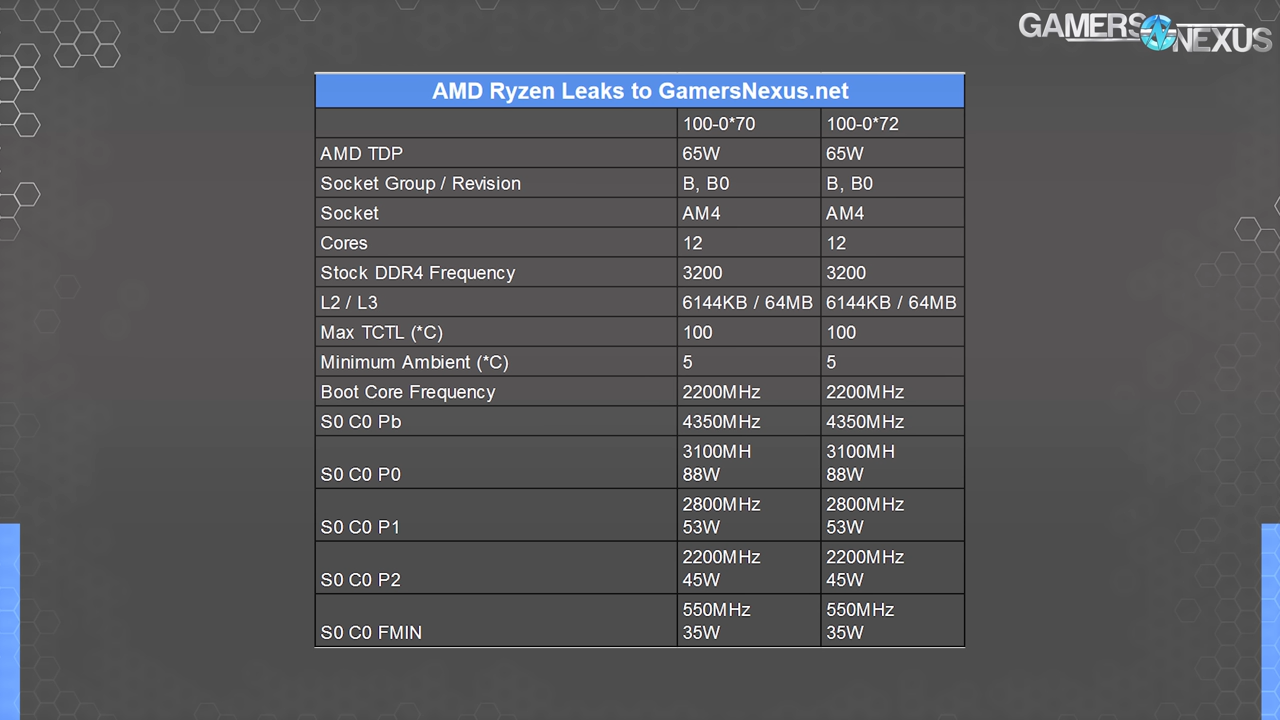 GAMERS NEXUS
AMD Ryzen Leaks to GamersNexus.net
100-0*70 100-0*72
AMD TDP 65W 65W
Socket Group / Revision B, B0 B, B0
Socket AM4 AM4
Cores 12 12
Stock DDR4 Frequency 3200 3200
L2 / L3 6144KB / 64MB 6144KB / 64MB
Max TCTL (*C) 100 100
Minimum Ambient (*C) 5 5
Boot Core Frequency 2200MHz 2200MHz
S0 C0 Pb 4350MHz 4350MHz
3100MH 3100MH
S0 C0 P0 88W 88W
2800MHz 2800MHz
S0 C0 P1 53W 53W
2200MHz 2200MHz
S0 C0 P2 45W 45W
550MHz 550MHz
S0 C0 FMIN 35W 35W